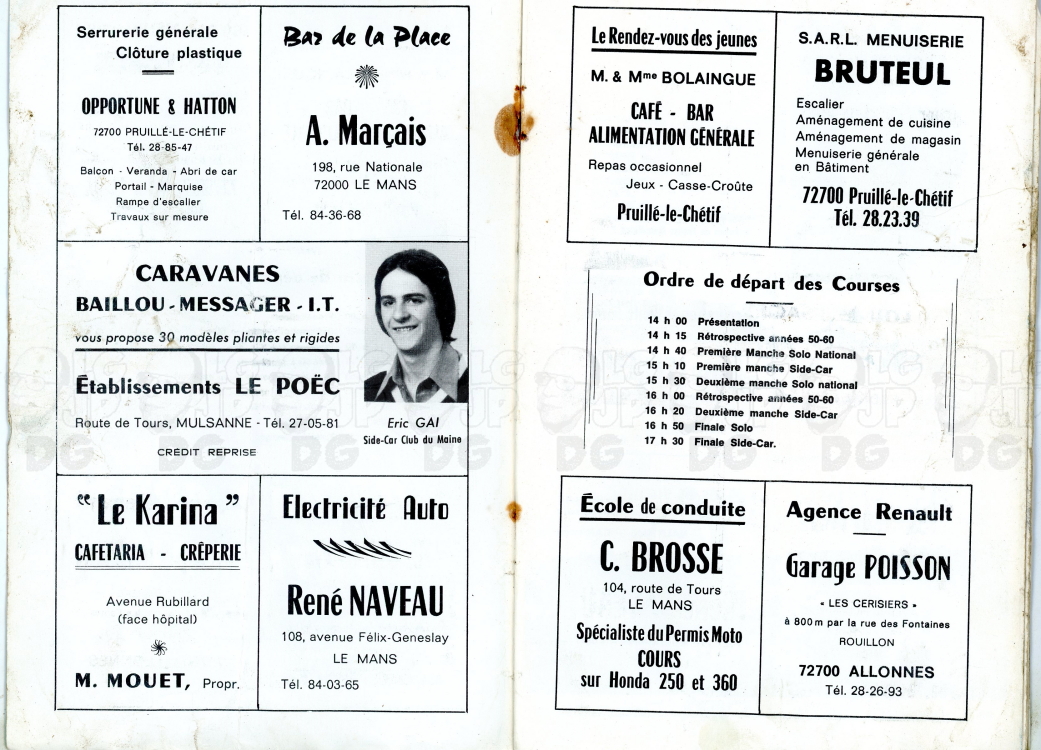 Serrurerie générale
Clôture plastique
OPPORTUNE & HATTON
72700 PRUILLÉ-LE-CHÉTIF
Tél. 28-85-47
Balcon - Veranda - Abri de car
Portail - Marquise
Rampe d'escalier
Travaux sur mesure
Bar de la Place
A. Marçais
198, rue Nationale
72000 LE MANS
Tél. 84-36-68
CARAVANES
BAILLOU - MESSAGER - I.T.
vous propose 30 modèles pliantes et rigides
Établissements LE POËC
Route de Tours, MULSANNE - Tél. 27-05-81
CRÉDIT REPRISE
Eric GAI
Side-Car Club du Maine
“Le Karina”
CAFETARIA - CRÊPERIE
Avenue Rubillard
(face hôpital)
M. MOUET, Propr.
Electricité Auto
René NAVEAU
108, avenue Félix-Geneslay
LE MANS
Tél. 84-03-65
Le Rendez-vous des jeunes
M. & Mme BOLAINGUE
CAFÉ - BAR
ALIMENTATION GÉNÉRALE
Repas occasionnel
Jeux - Casse-Croûte
Pruillé-le-Chétif
S.A.R.L. MENUISERIE
BRUTEUL
Escalier
Aménagement de cuisine
Aménagement de magasin
Menuiserie générale
en Bâtiment
72700 Pruillé-le-Chétif
Tél. 28.23.39
Ordre de départ des Courses
14 h 00 Présentation
14 h 15 Rétrospective années 50-60
14 h 40 Première Manche Solo National
15 h 10 Première manche Side-Car
15 h 30 Deuxième manche Solo national
16 h 00 Rétrospective années 50-60
16 h 20 Deuxième manche Side-Car
16 h 50 Finale Solo
17 h 30 Finale Side-Car.
École de conduite
C. BROSSE
104, route de Tours
LE MANS
Spécialiste du Permis Moto
COURS
sur Honda 250 et 360
Agence Renault
Garage POISSON
« LES CERISIERS »
à 800 m par la rue des Fontaines
ROUILLON
72700 ALLONNES
Tél. 28-26-93